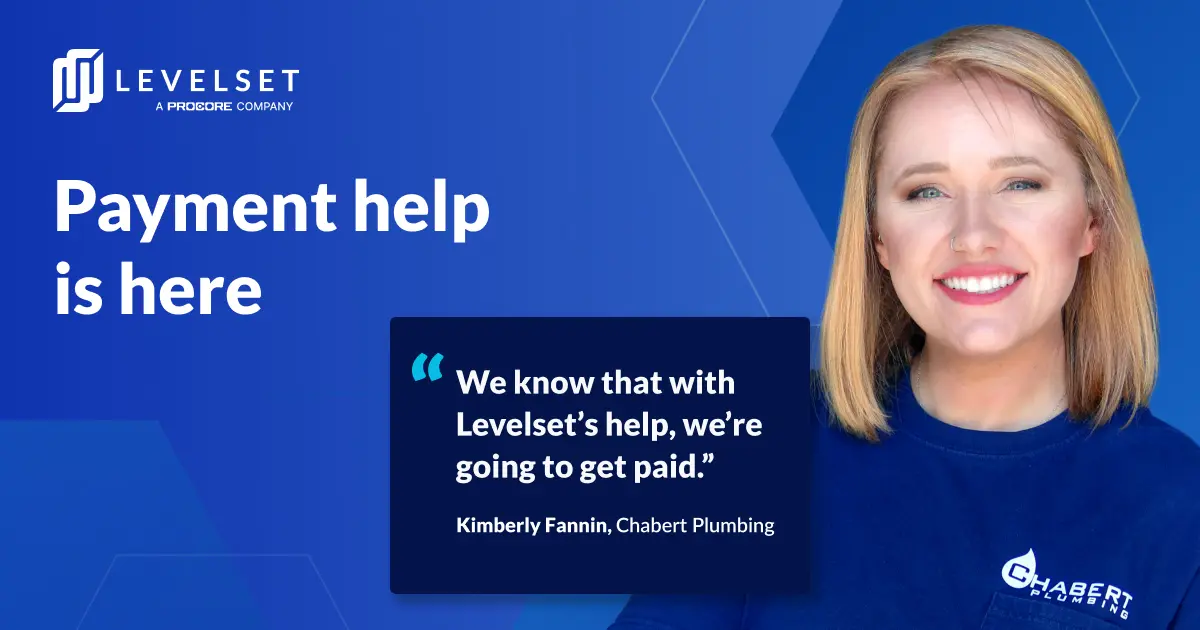 LEVELSET
A PROCORE COMPANY
Payment help
is here
“We know that with
Levelset’s help, we’re
going to get paid.”
Kimberly Fannin, Chabert Plumbing
CHABERT
PLUMBING